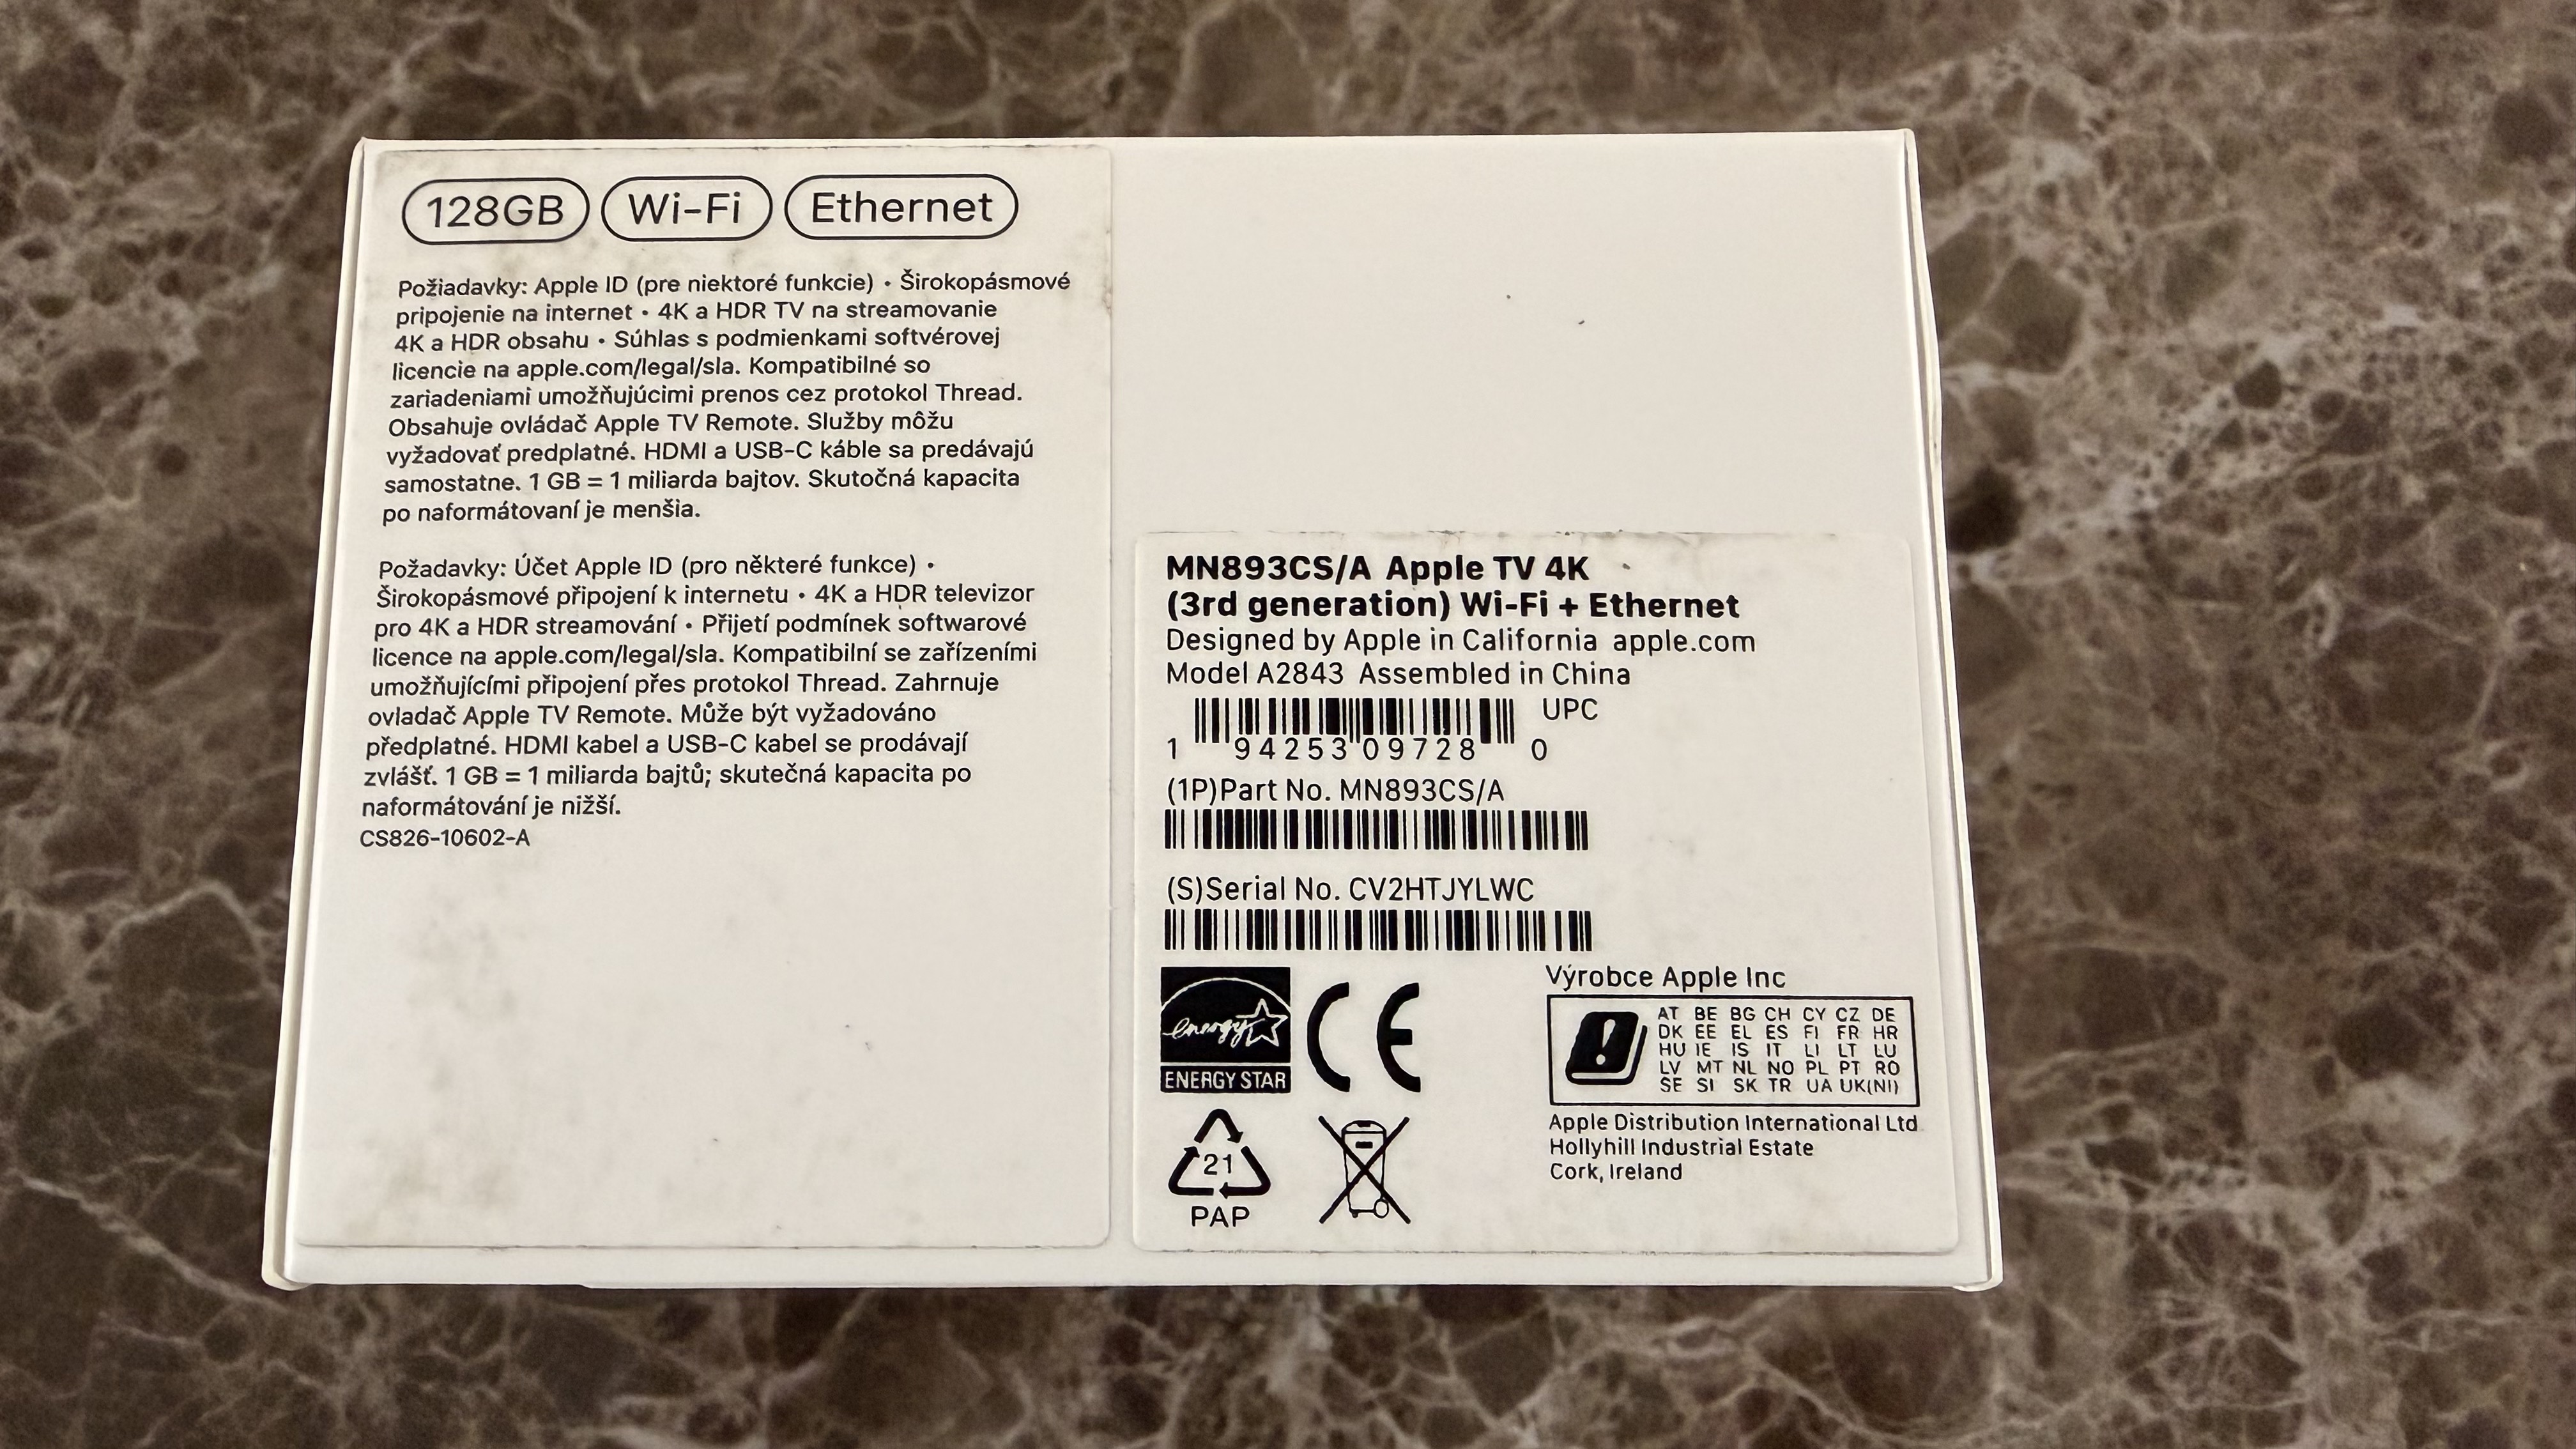 128GB Wi-Fi Ethernet
Požiadavky: Apple ID (pre niektoré funkcie) • Širokopásmové
pripojenie na internet • 4K a HDR TV na streamovanie
4K a HDR obsahu • Súhlas s podmienkami softvérovej
licencie na apple.com/legal/sla. Kompatibilné so
zariadeniami umožňujúcimi prenos cez protokol Thread.
Obsahuje ovládač Apple TV Remote. Služby môžu
vyžadovať predplatné. HDMI a USB-C káble sa predávajú
samostatne. 1 GB = 1 miliarda bajtov. Skutočná kapacita
po naformátovaní je menšia.
Požadavky: Účet Apple ID (pro některé funkce) •
Širokopásmové připojení k internetu • 4K a HDR televizor
pro 4K a HDR streamování • Přijetí podmínek softwarové
licence na apple.com/legal/sla. Kompatibilní se zařízeními
umožňujícími připojení přes protokol Thread. Zahrnuje
ovladač Apple TV Remote. Může být vyžadováno
předplatné. HDMI kabel a USB-C kabel se prodávají
zvlášť. 1 GB = 1 miliarda bajtů; skutečná kapacita po
naformátování je nižší.
CS826-10602-A
MN893CS/A Apple TV 4K
(3rd generation) Wi-Fi + Ethernet
Designed by Apple in California apple.com
Model A2843 Assembled in China
UPC
1 94253 09728 0
(1P)Part No. MN893CS/A
(S)Serial No. CV2HTJYLWC
energy
ENERGY STAR
CE
21
PAP
Výrobce Apple Inc
AT BE BG CH CY CZ DE
DK EE EL ES FI FR HR
HU IE IS IT LI LT LU
LV MT NL NO PL PT RO
SE SI SK TR UA UK(NI)
Apple Distribution International Ltd
Hollyhill Industrial Estate
Cork, Ireland